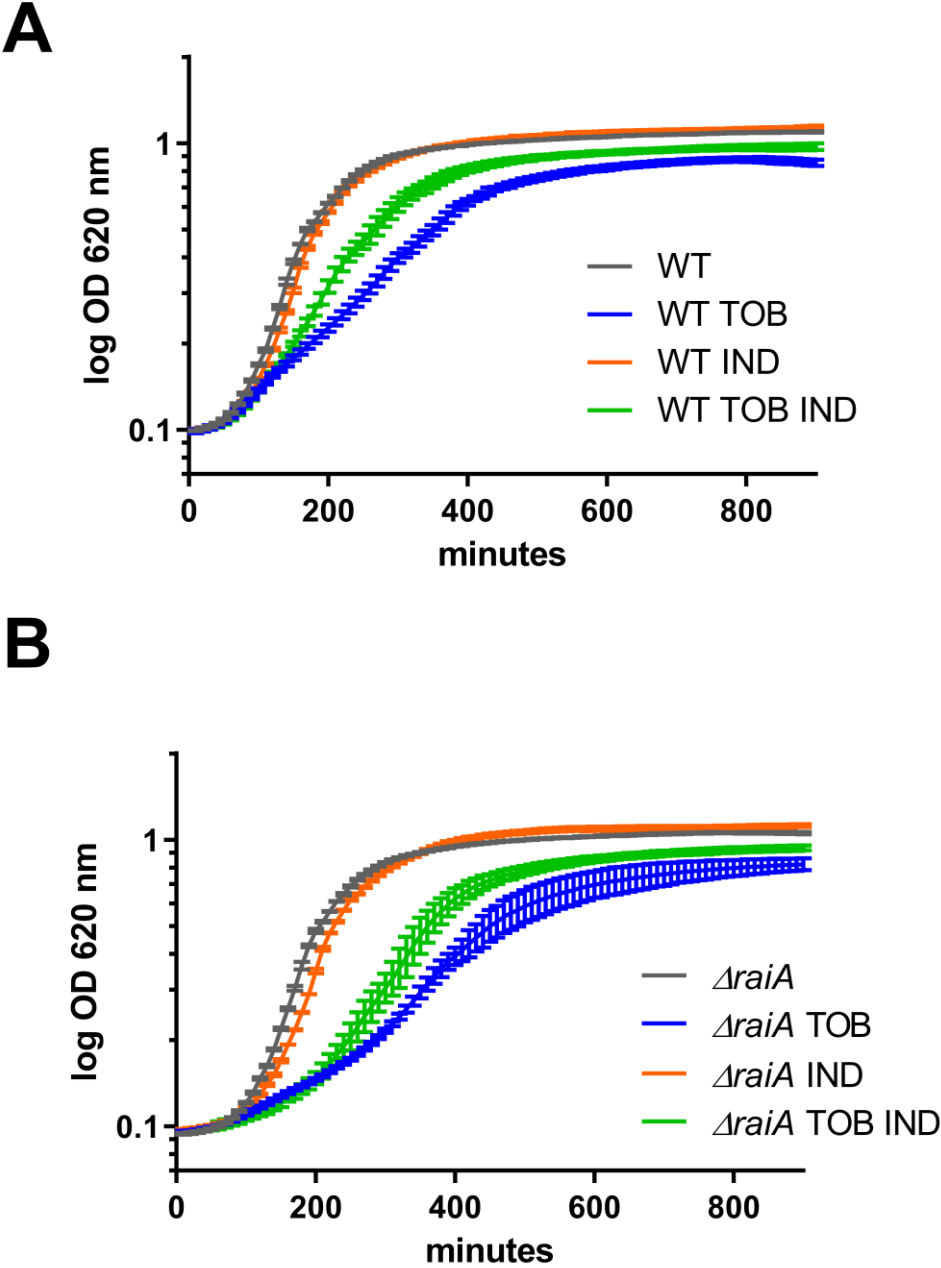 A
log OD 620 nm
1
0.1
0
200
400
600
800
minutes
WT
WT TOB
WT IND
WT TOB IND
B
log OD 620 nm
1
0.1
0
200
400
600
800
minutes
ΔraiA
ΔraiA TOB
ΔraiA IND
ΔraiA TOB IND